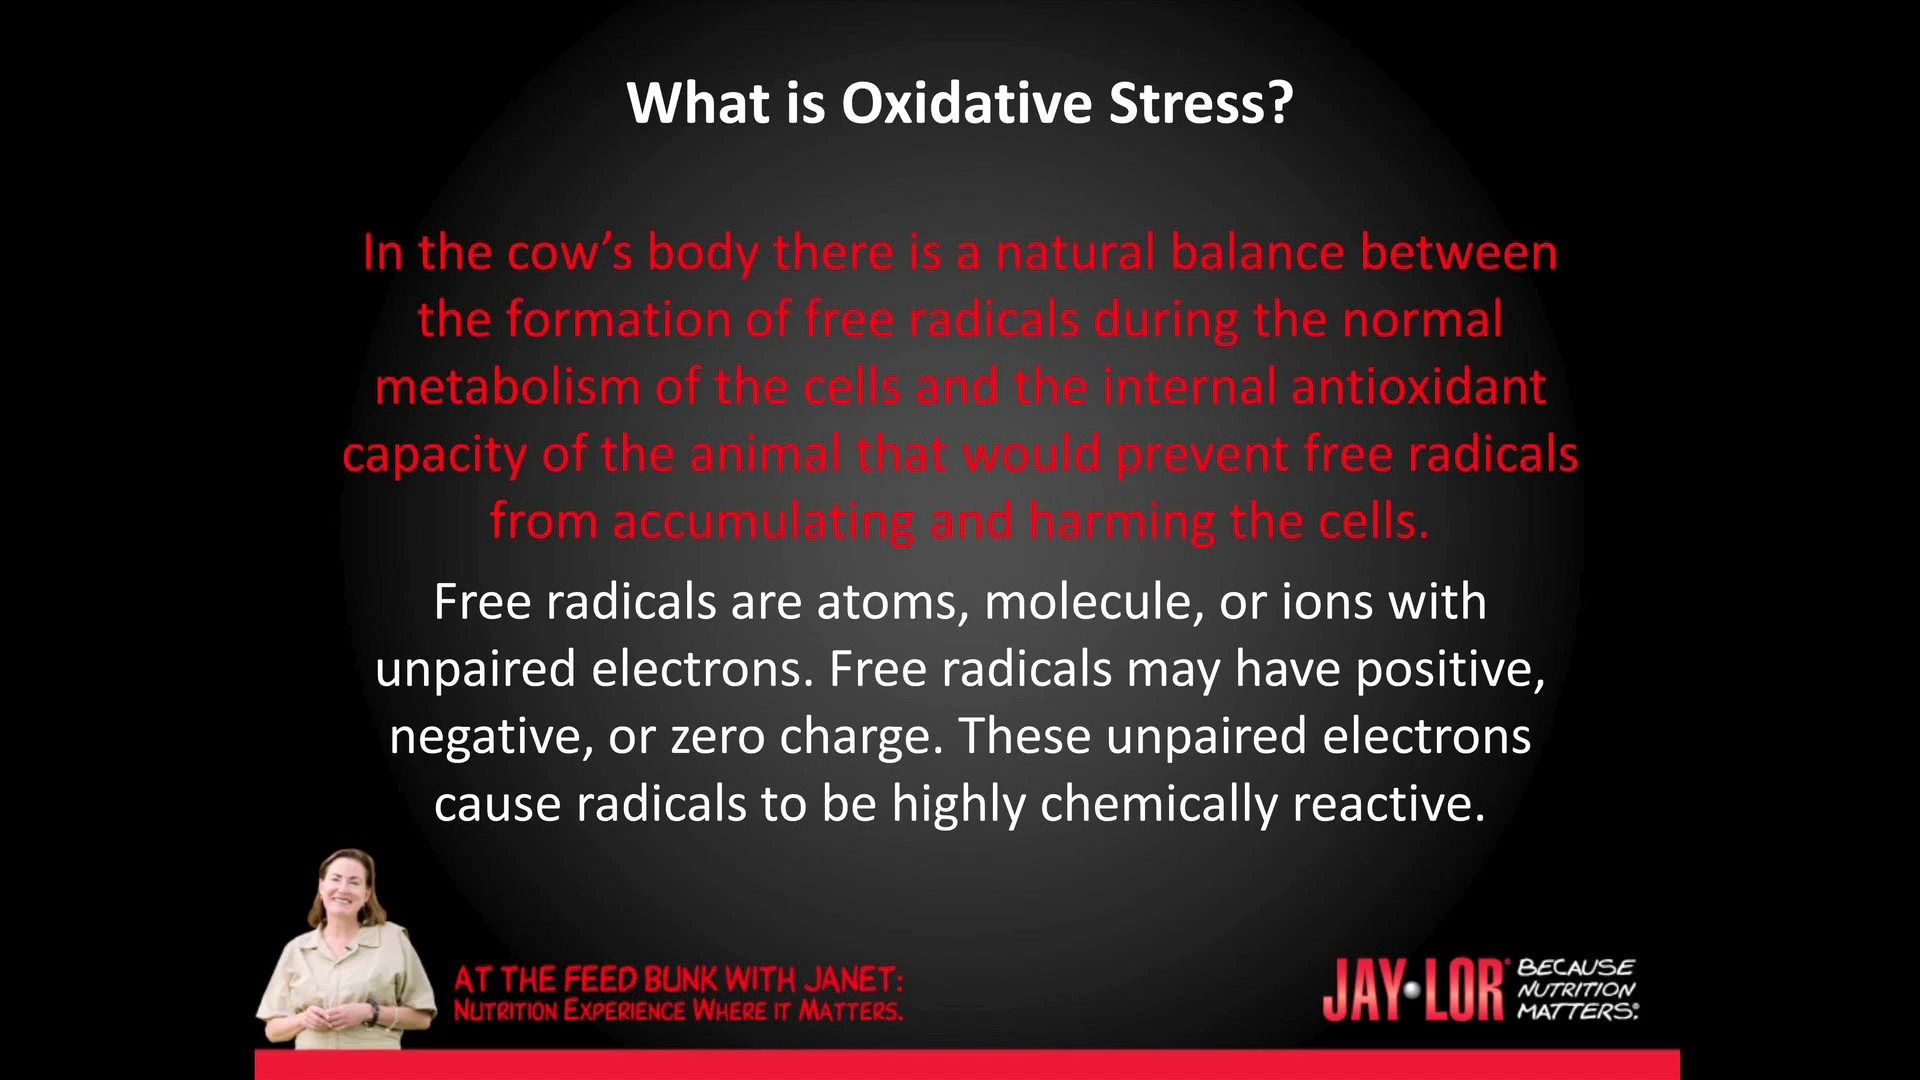 What is Oxidative Stress?
In the cow’s body there is a natural balance between
the formation of free radicals during the normal
metabolism of the cells and the internal antioxidant
capacity of the animal that would prevent free radicals
from accumulating and harming the cells.
Free radicals are atoms, molecule, or ions with
unpaired electrons. Free radicals may have positive,
negative, or zero charge. These unpaired electrons
cause radicals to be highly chemically reactive.
AT THE FEED BUNK WITH JANET:
NUTRITION EXPERIENCE WHERE IT MATTERS.
JAY•LOR®
BECAUSE
NUTRITION
MATTERS®